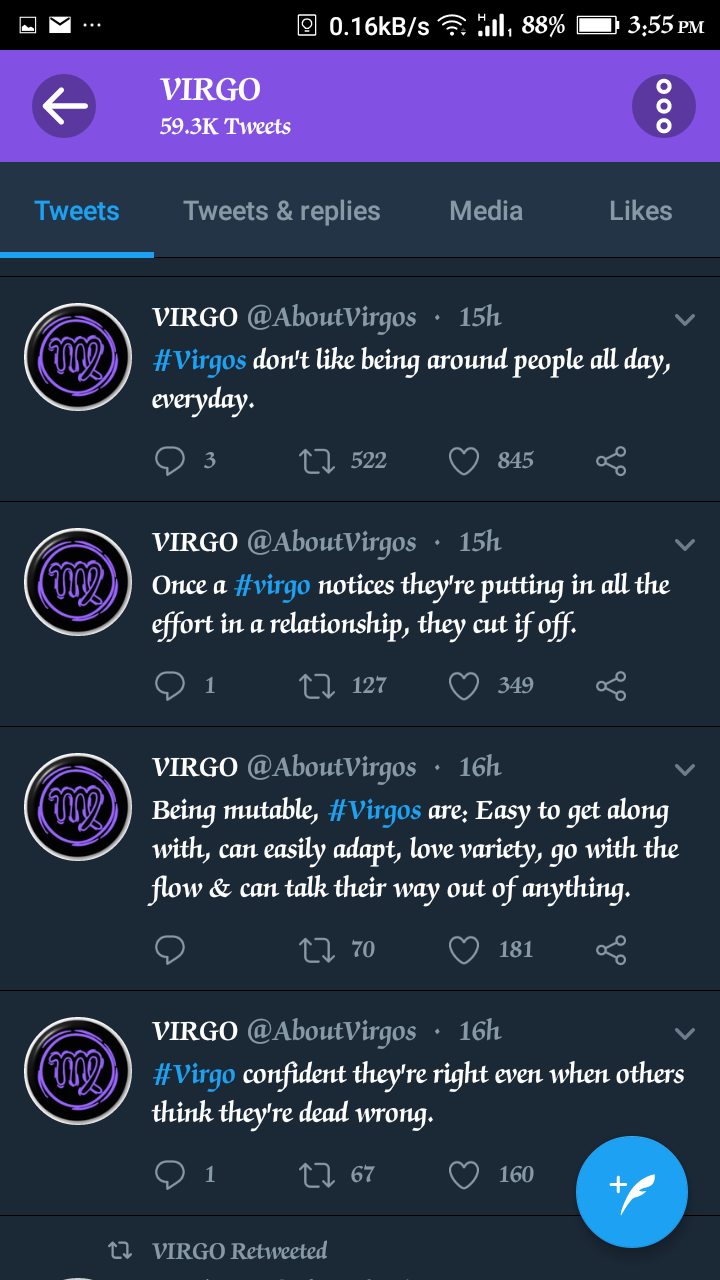 0.16kB/s H 88% 3:55 PM
VIRGO
59.3K Tweets
Tweets Tweets & replies Media Likes
VIRGO @AboutVirgos · 15h
#Virgos don't like being around people all day,
everyday.
3 522 845
VIRGO @AboutVirgos · 15h
Once a #virgo notices they're putting in all the
effort in a relationship, they cut if off.
1 127 349
VIRGO @AboutVirgos · 16h
Being mutable, #Virgos are: Easy to get along
with, can easily adapt, love variety, go with the
flow & can talk their way out of anything.
70 181
VIRGO @AboutVirgos · 16h
#Virgo confident they're right even when others
think they're dead wrong.
1 67 160
VIRGO Retweeted